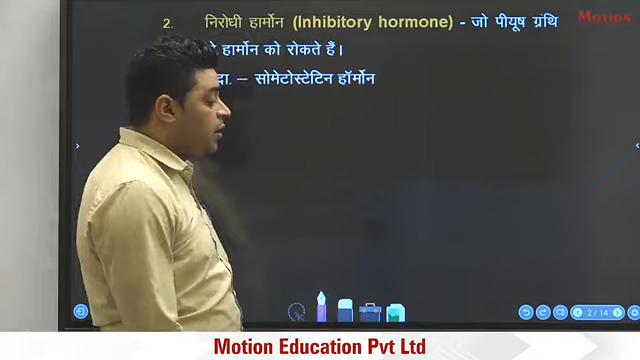 2. निरोधी हार्मोन (Inhibitory hormone) - जो पीयूष ग्रंथि
हार्मोन को रोकते हैं।
– सोमेटोस्टेटिन हॉर्मोन
Motion
2 / 14
Motion Education Pvt Ltd